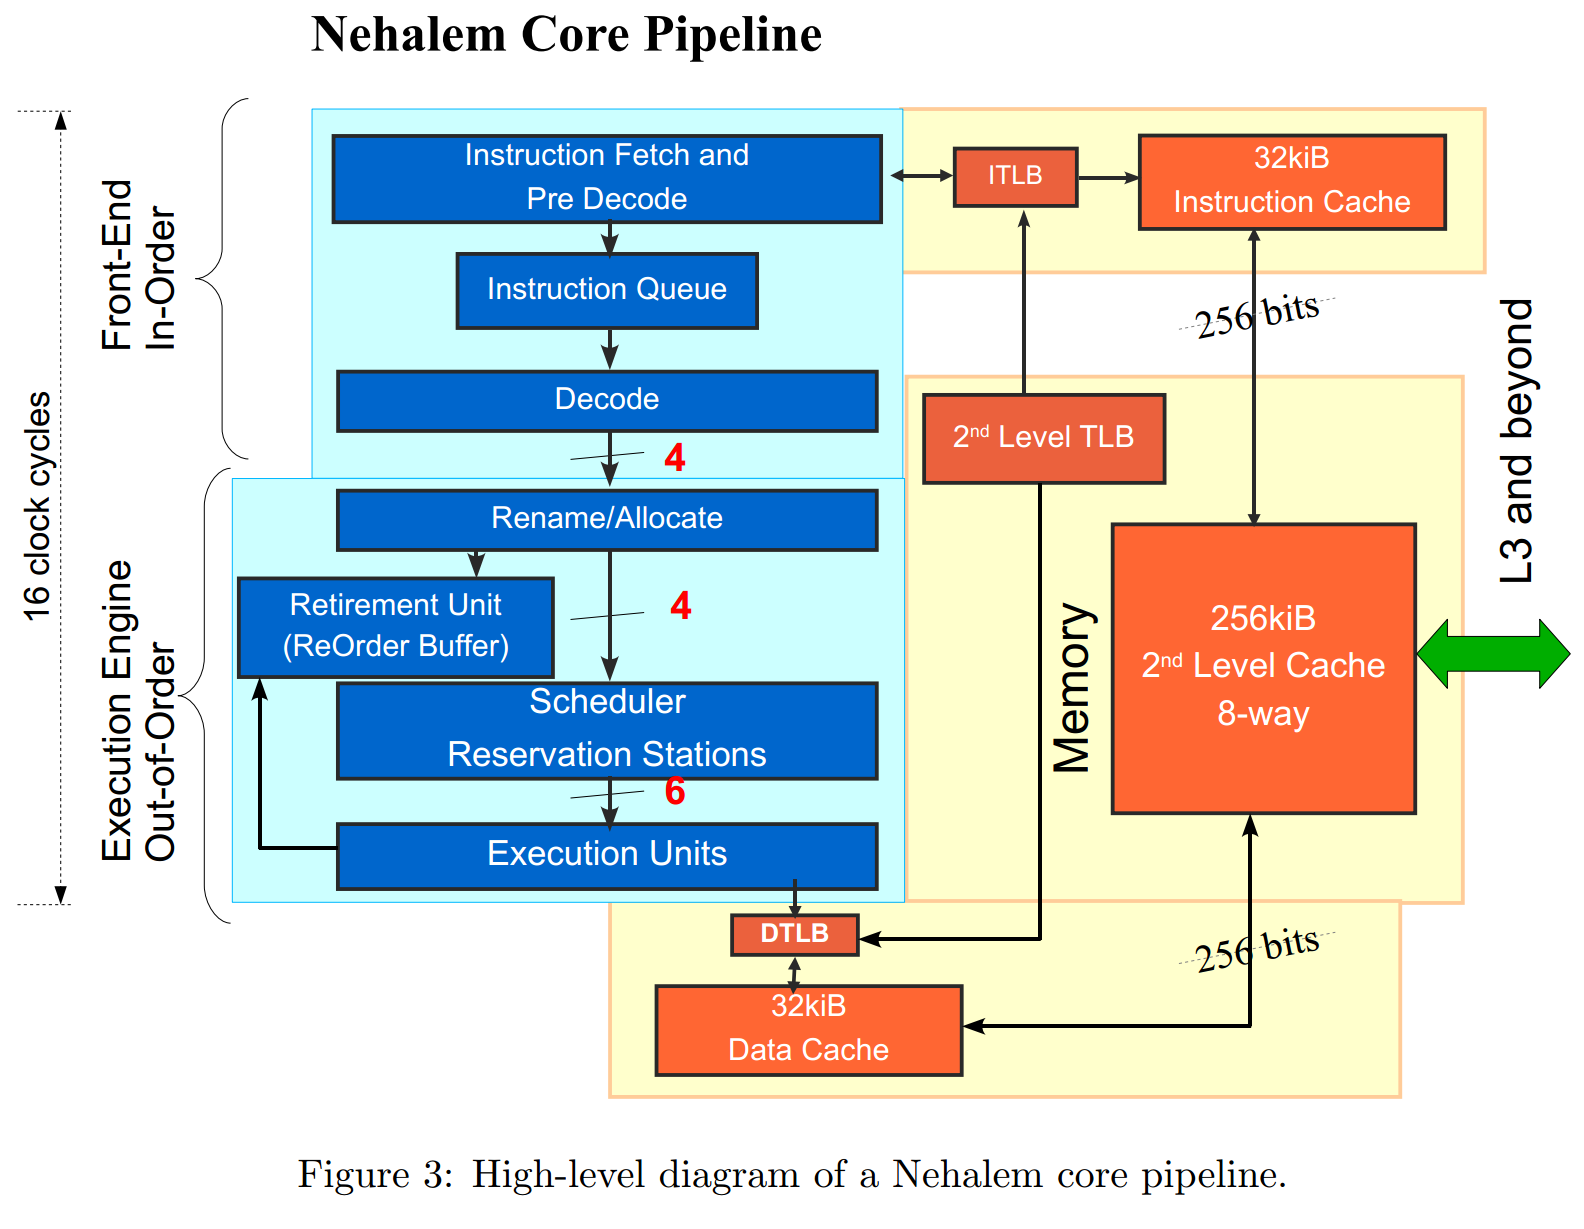 Nehalem Core Pipeline
16 clock cycles
Front-End
In-Order
Execution Engine
Out-of-Order
Instruction Fetch and
Pre Decode
Instruction Queue
Decode
4
Rename/Allocate
Retirement Unit
(ReOrder Buffer)
4
Scheduler
Reservation Stations
6
Execution Units
ITLB
32kiB
Instruction Cache
256 bits
2nd Level TLB
Memory
256kiB
2nd Level Cache
8-way
L3 and beyond
DTLB
32kiB
Data Cache
256 bits
Figure 3: High-level diagram of a Nehalem core pipeline.